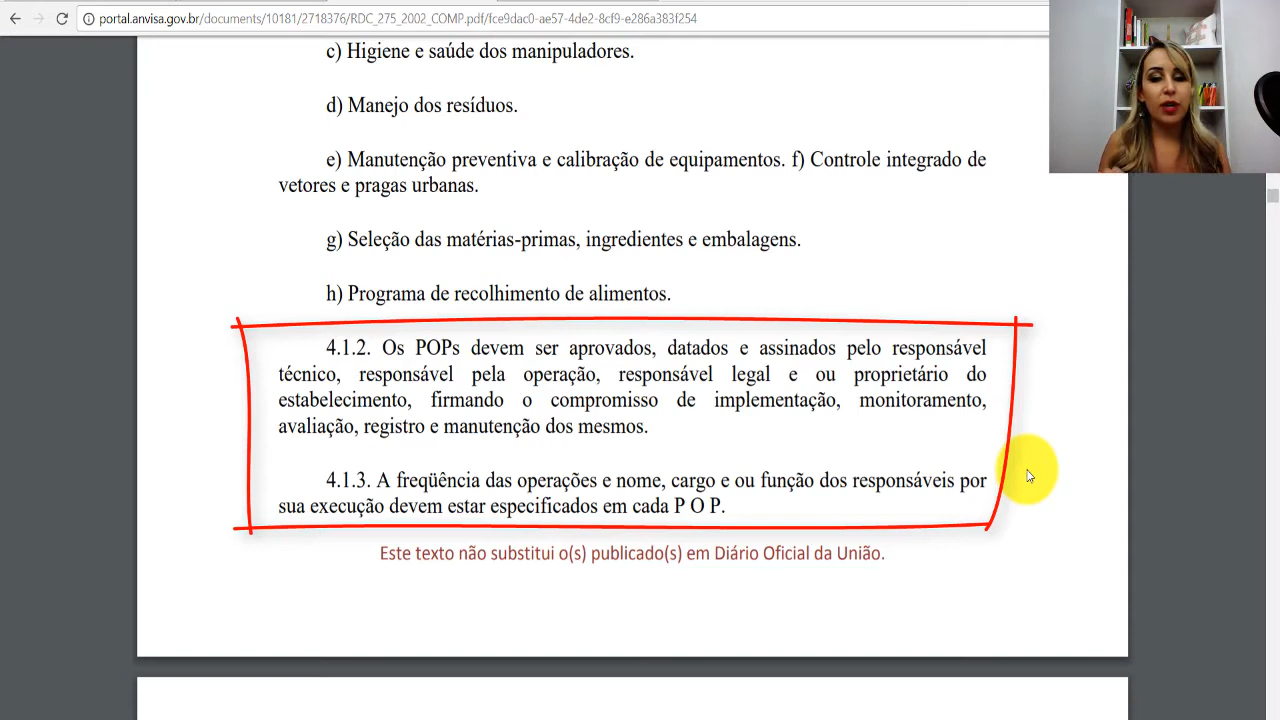 portal.anvisa.gov.br/documents/10181/2718376/RDC_275_2002_COMP.pdf/fce9dac0-ae57-4de2-8cf9-e286a383f254
c) Higiene e saúde dos manipuladores.
d) Manejo dos resíduos.
e) Manutenção preventiva e calibração de equipamentos. f) Controle integrado de
vetores e pragas urbanas.
g) Seleção das matérias-primas, ingredientes e embalagens.
h) Programa de recolhimento de alimentos.
4.1.2. Os POPs devem ser aprovados, datados e assinados pelo responsável
técnico, responsável pela operação, responsável legal e ou proprietário do
estabelecimento, firmando o compromisso de implementação, monitoramento,
avaliação, registro e manutenção dos mesmos.
4.1.3. A freqüência das operações e nome, cargo e ou função dos responsáveis por
sua execução devem estar especificados em cada P O P.
Este texto não substitui o(s) publicado(s) em Diário Oficial da União.